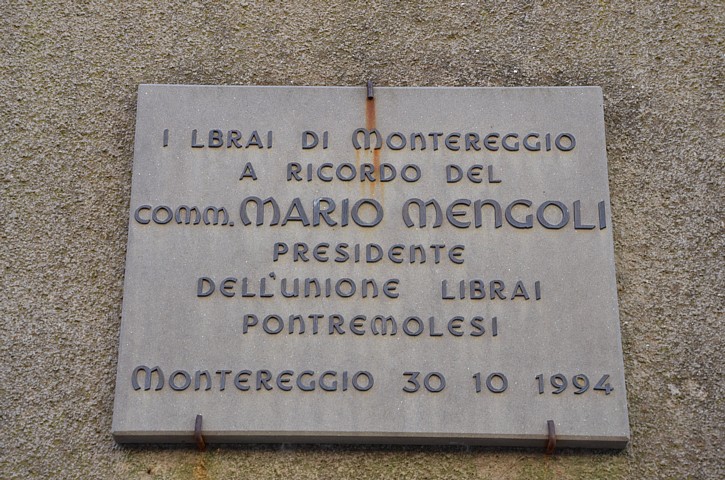 I LBRAI DI MONTEREGGIO
A RICORDO DEL
COMM. MARIO MENGOLI
PRESIDENTE
DELL'UNIONE LIBRAI
PONTREMOLESI
MONTEREGGIO 30 10 1994